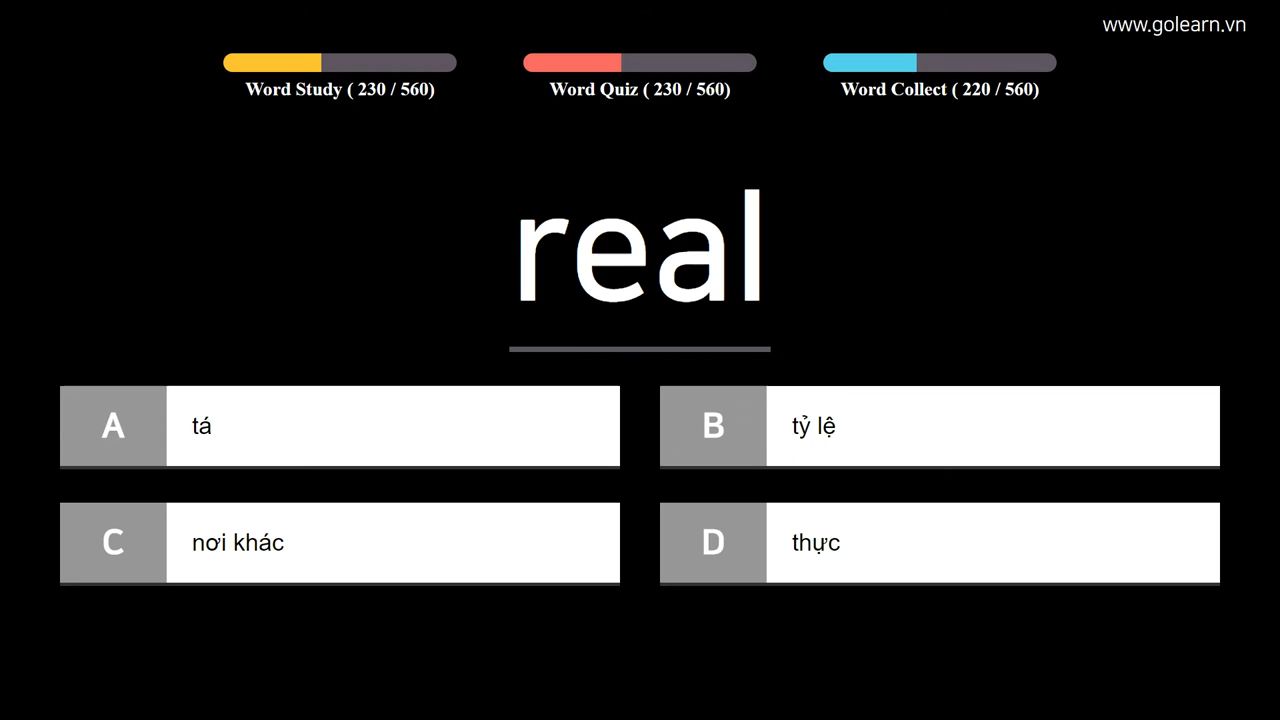 www.golearn.vn
Word Study ( 230 / 560)
Word Quiz ( 230 / 560)
Word Collect ( 220 / 560)
real
A
tá
B
tỷ lệ
C
nơi khác
D
thực